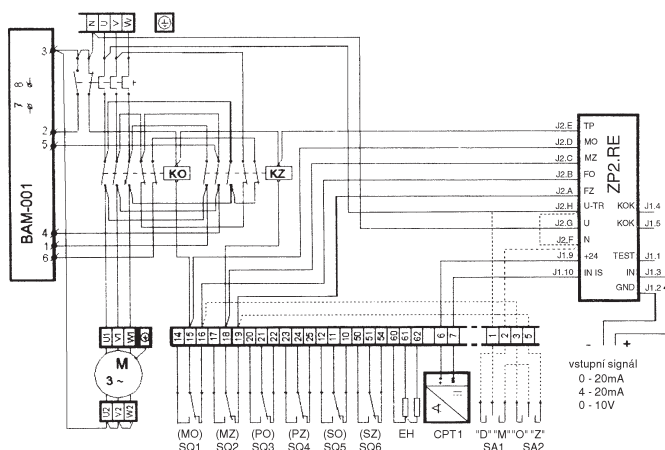 N U V W
3
7 8
2
5
BAM-001
4
1
6
KO KZ
J2.E TP
J2.D MO
J2.C MZ
J2.B FO
J2.A FZ
J2.H U-TR KOK J1.4
J2.G U KOK J1.5
J2.F N
J1.9 +24 TEST J1.1
J1.10 IN IS IN J1.3
GND J1.2
ZP2.RE
U1 V1 W1
M
3 ~
U2 V2 W2
14 15 16 17 18 19 20 21 22 23 24 25 12 11 10 52 51 54 60 61 62 6 7 1 2 3 5
- +
vstupní signál
0 - 20mA
4 - 20mA
0 - 10V
(MO) (MZ) (PO) (PZ) (SO) (SZ) EH CPT1 "D" "M" "O" "Z"
SQ1 SQ2 SQ3 SQ4 SQ5 SQ6 SA1 SA2
A